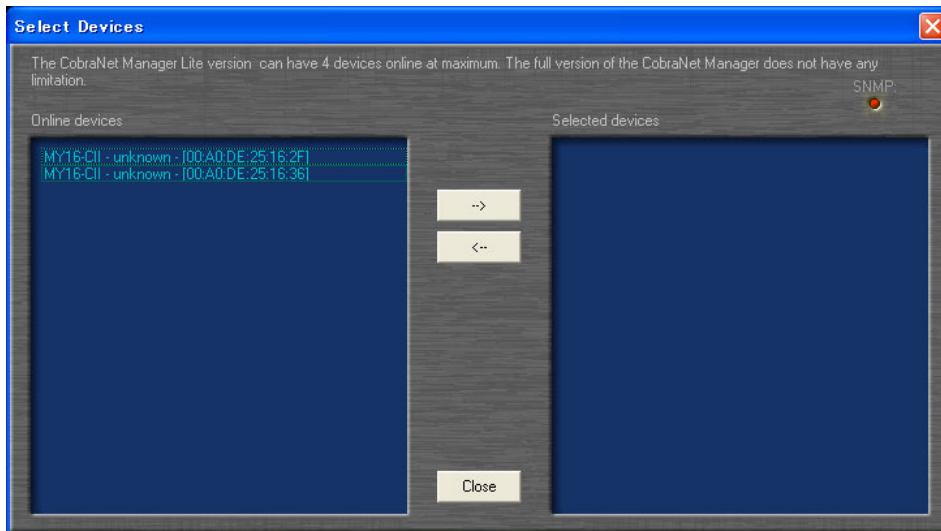 Select Devices
The CobraNet Manager Lite version can have 4 devices online at maximum. The full version of the CobraNet Manager does not have any
limitation.
SNMP:
Online devices
Selected devices
MY16-CII - unknown - [00:A0:DE:25:16:2F]
MY16-CII - unknown - [00:A0:DE:25:16:36]
-->
<--
Close